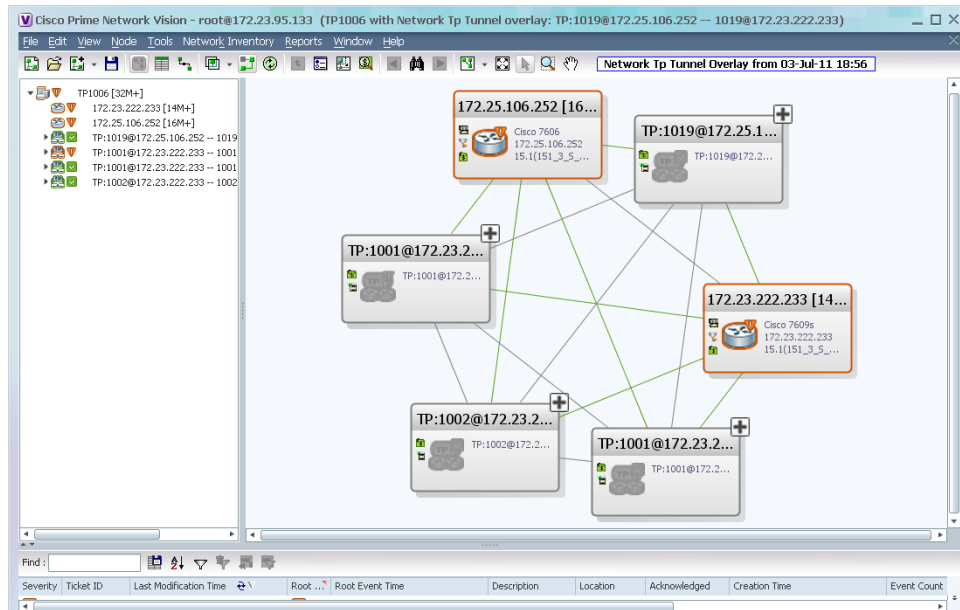 Cisco Prime Network Vision - root@172.23.95.133 (TP1006 with Network Tp Tunnel overlay: TP:1019@172.25.106.252 -- 1019@172.23.222.233)
File Edit View Node Tools Network Inventory Reports Window Help
Network Tp Tunnel Overlay from 03-Jul-11 18:56
TP1006 [32M+]
172.23.222.233 [14M+]
172.25.106.252 [16M+]
TP:1019@172.25.106.252 -- 1019
TP:1001@172.23.222.233 -- 1001
TP:1001@172.23.222.233 -- 1001
TP:1002@172.23.222.233 -- 1002
172.25.106.252 [16...
Cisco 7606
172.25.106.252
15.1(151_3_5_...
TP:1019@172.25.1...
TP:1019@172.2...
TP:1001@172.23.2...
TP:1001@172.2...
172.23.222.233 [14...
Cisco 7609s
172.23.222.233
15.1(151_3_5_...
TP:1002@172.23.2...
TP:1002@172.2...
TP:1001@172.23.2...
TP:1001@172.2...
Find :
Severity Ticket ID Last Modification Time Root ... Root Event Time Description Location Acknowledged Creation Time Event Count